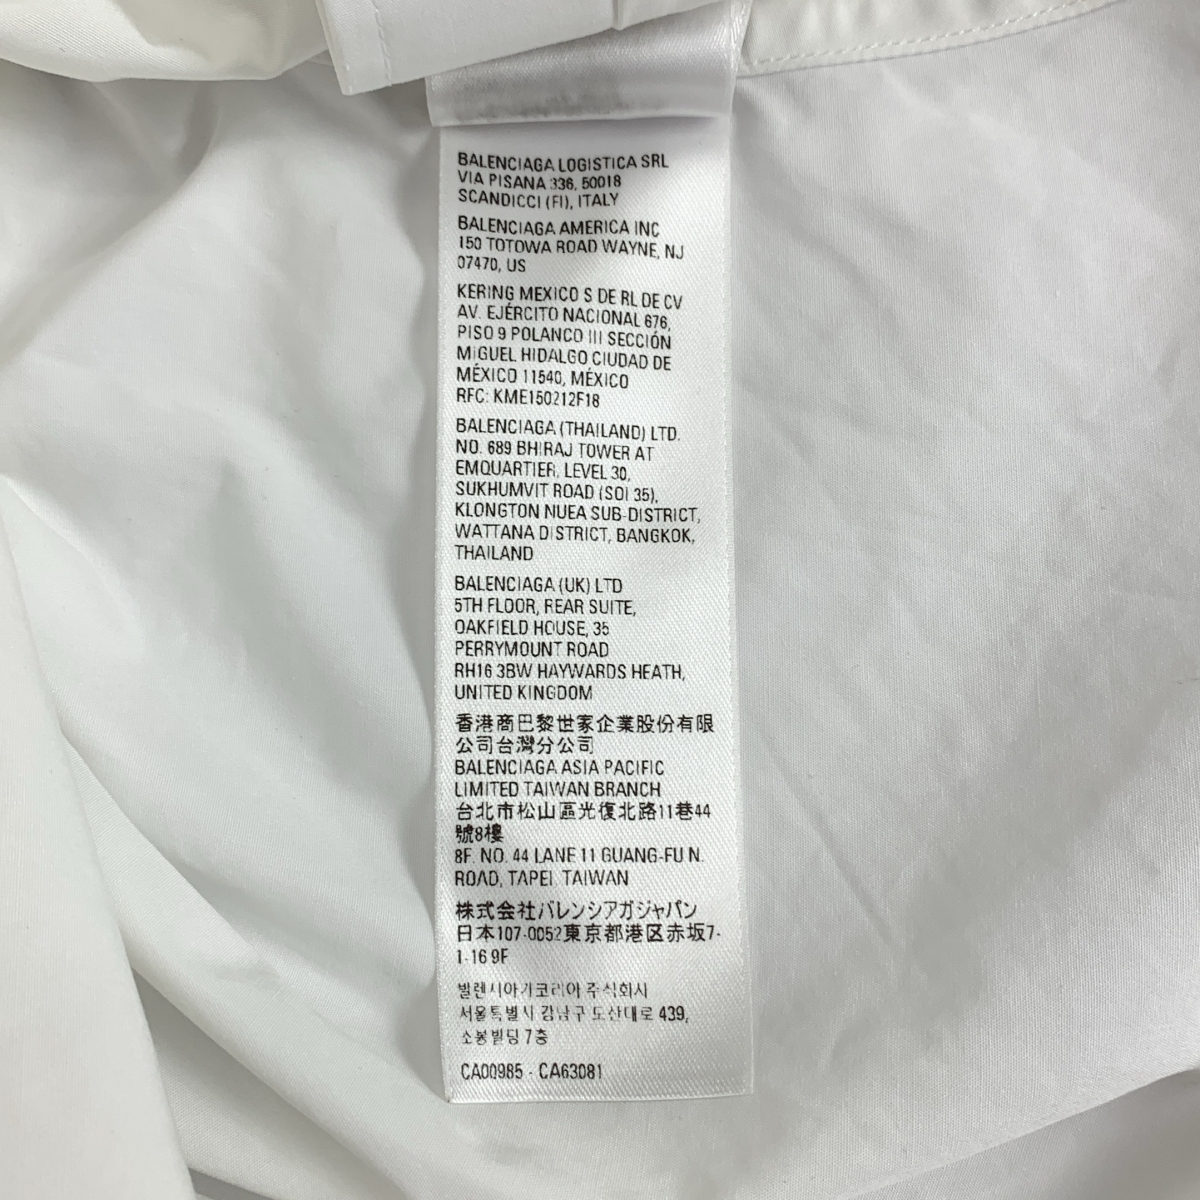 BALENCIAGA LOGISTICA SRL
VIA PISANA 336, 50018
SCANDICCI (FI), ITALY
BALENCIAGA AMERICA INC
150 TOTOWA ROAD WAYNE, NJ
07470, US
KERING MEXICO S DE RL DE CV
AV. EJÉRCITO NACIONAL 676,
PISO 9 POLANCO III SECCIÓN
MIGUEL HIDALGO CIUDAD DE
MÉXICO 11540, MÉXICO
RFC: KME150212F18
BALENCIAGA (THAILAND) LTD.
NO. 689 BHIRAJ TOWER AT
EMQUARTIER, LEVEL 30,
SUKHUMVIT ROAD (SOI 35),
KLONGTON NUEA SUB-DISTRICT,
WATTANA DISTRICT, BANGKOK,
THAILAND
BALENCIAGA (UK) LTD
5TH FLOOR, REAR SUITE,
OAKFIELD HOUSE, 35
PERRYMOUNT ROAD
RH16 3BW HAYWARDS HEATH,
UNITED KINGDOM
香港商巴黎世家企業股份有限
公司台灣分公司
BALENCIAGA ASIA PACIFIC
LIMITED TAIWAN BRANCH
台北市松山區光復北路11巷44
號8樓
8F. NO. 44 LANE 11 GUANG-FU N.
ROAD, TAPEI, TAIWAN
株式会社バレンシアガジャパン
日本107-0052東京都港区赤坂7-
1-16 9F
발렌시아가코리아 주식회사
서울특별시 강남구 도산대로 439,
소봉빌딩 7층
CA00985 - CA63081